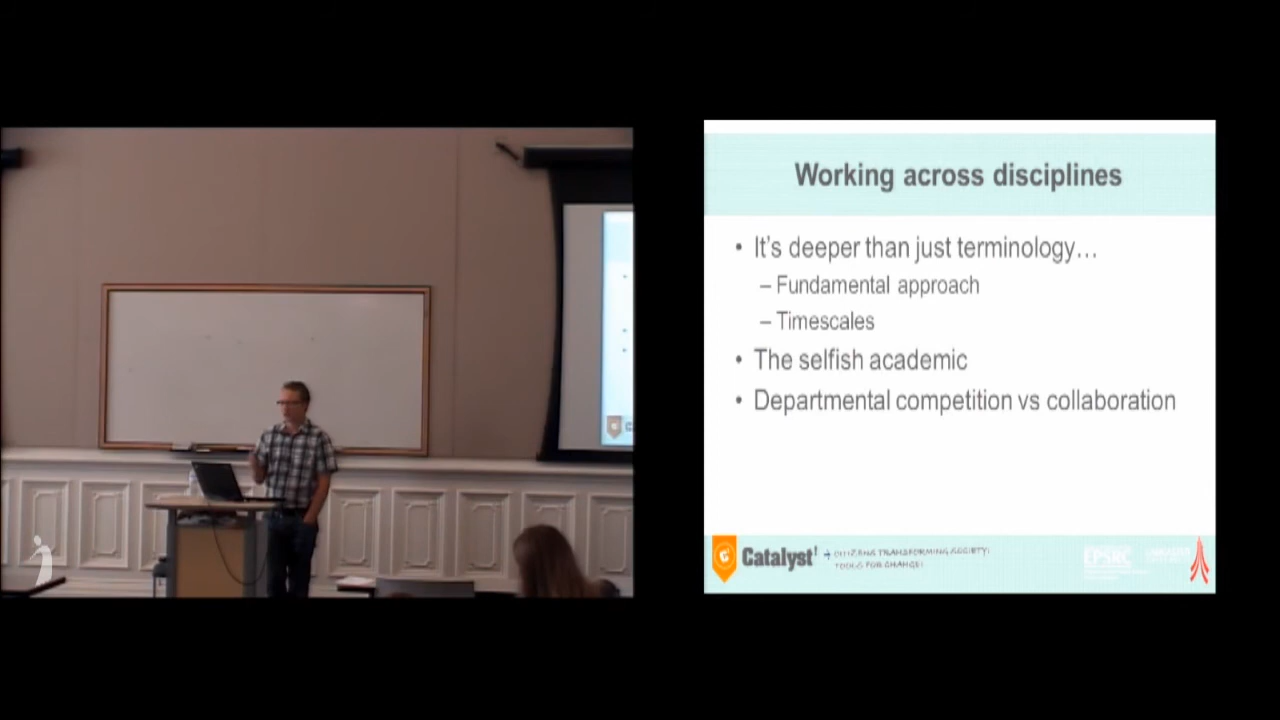 Working across disciplines
• It's deeper than just terminology…
– Fundamental approach
– Timescales
• The selfish academic
• Departmental competition vs collaboration
Catalyst! → CITIZENS TRANSFORMING SOCIETY:
TOOLS FOR CHANGE!
EPSRC